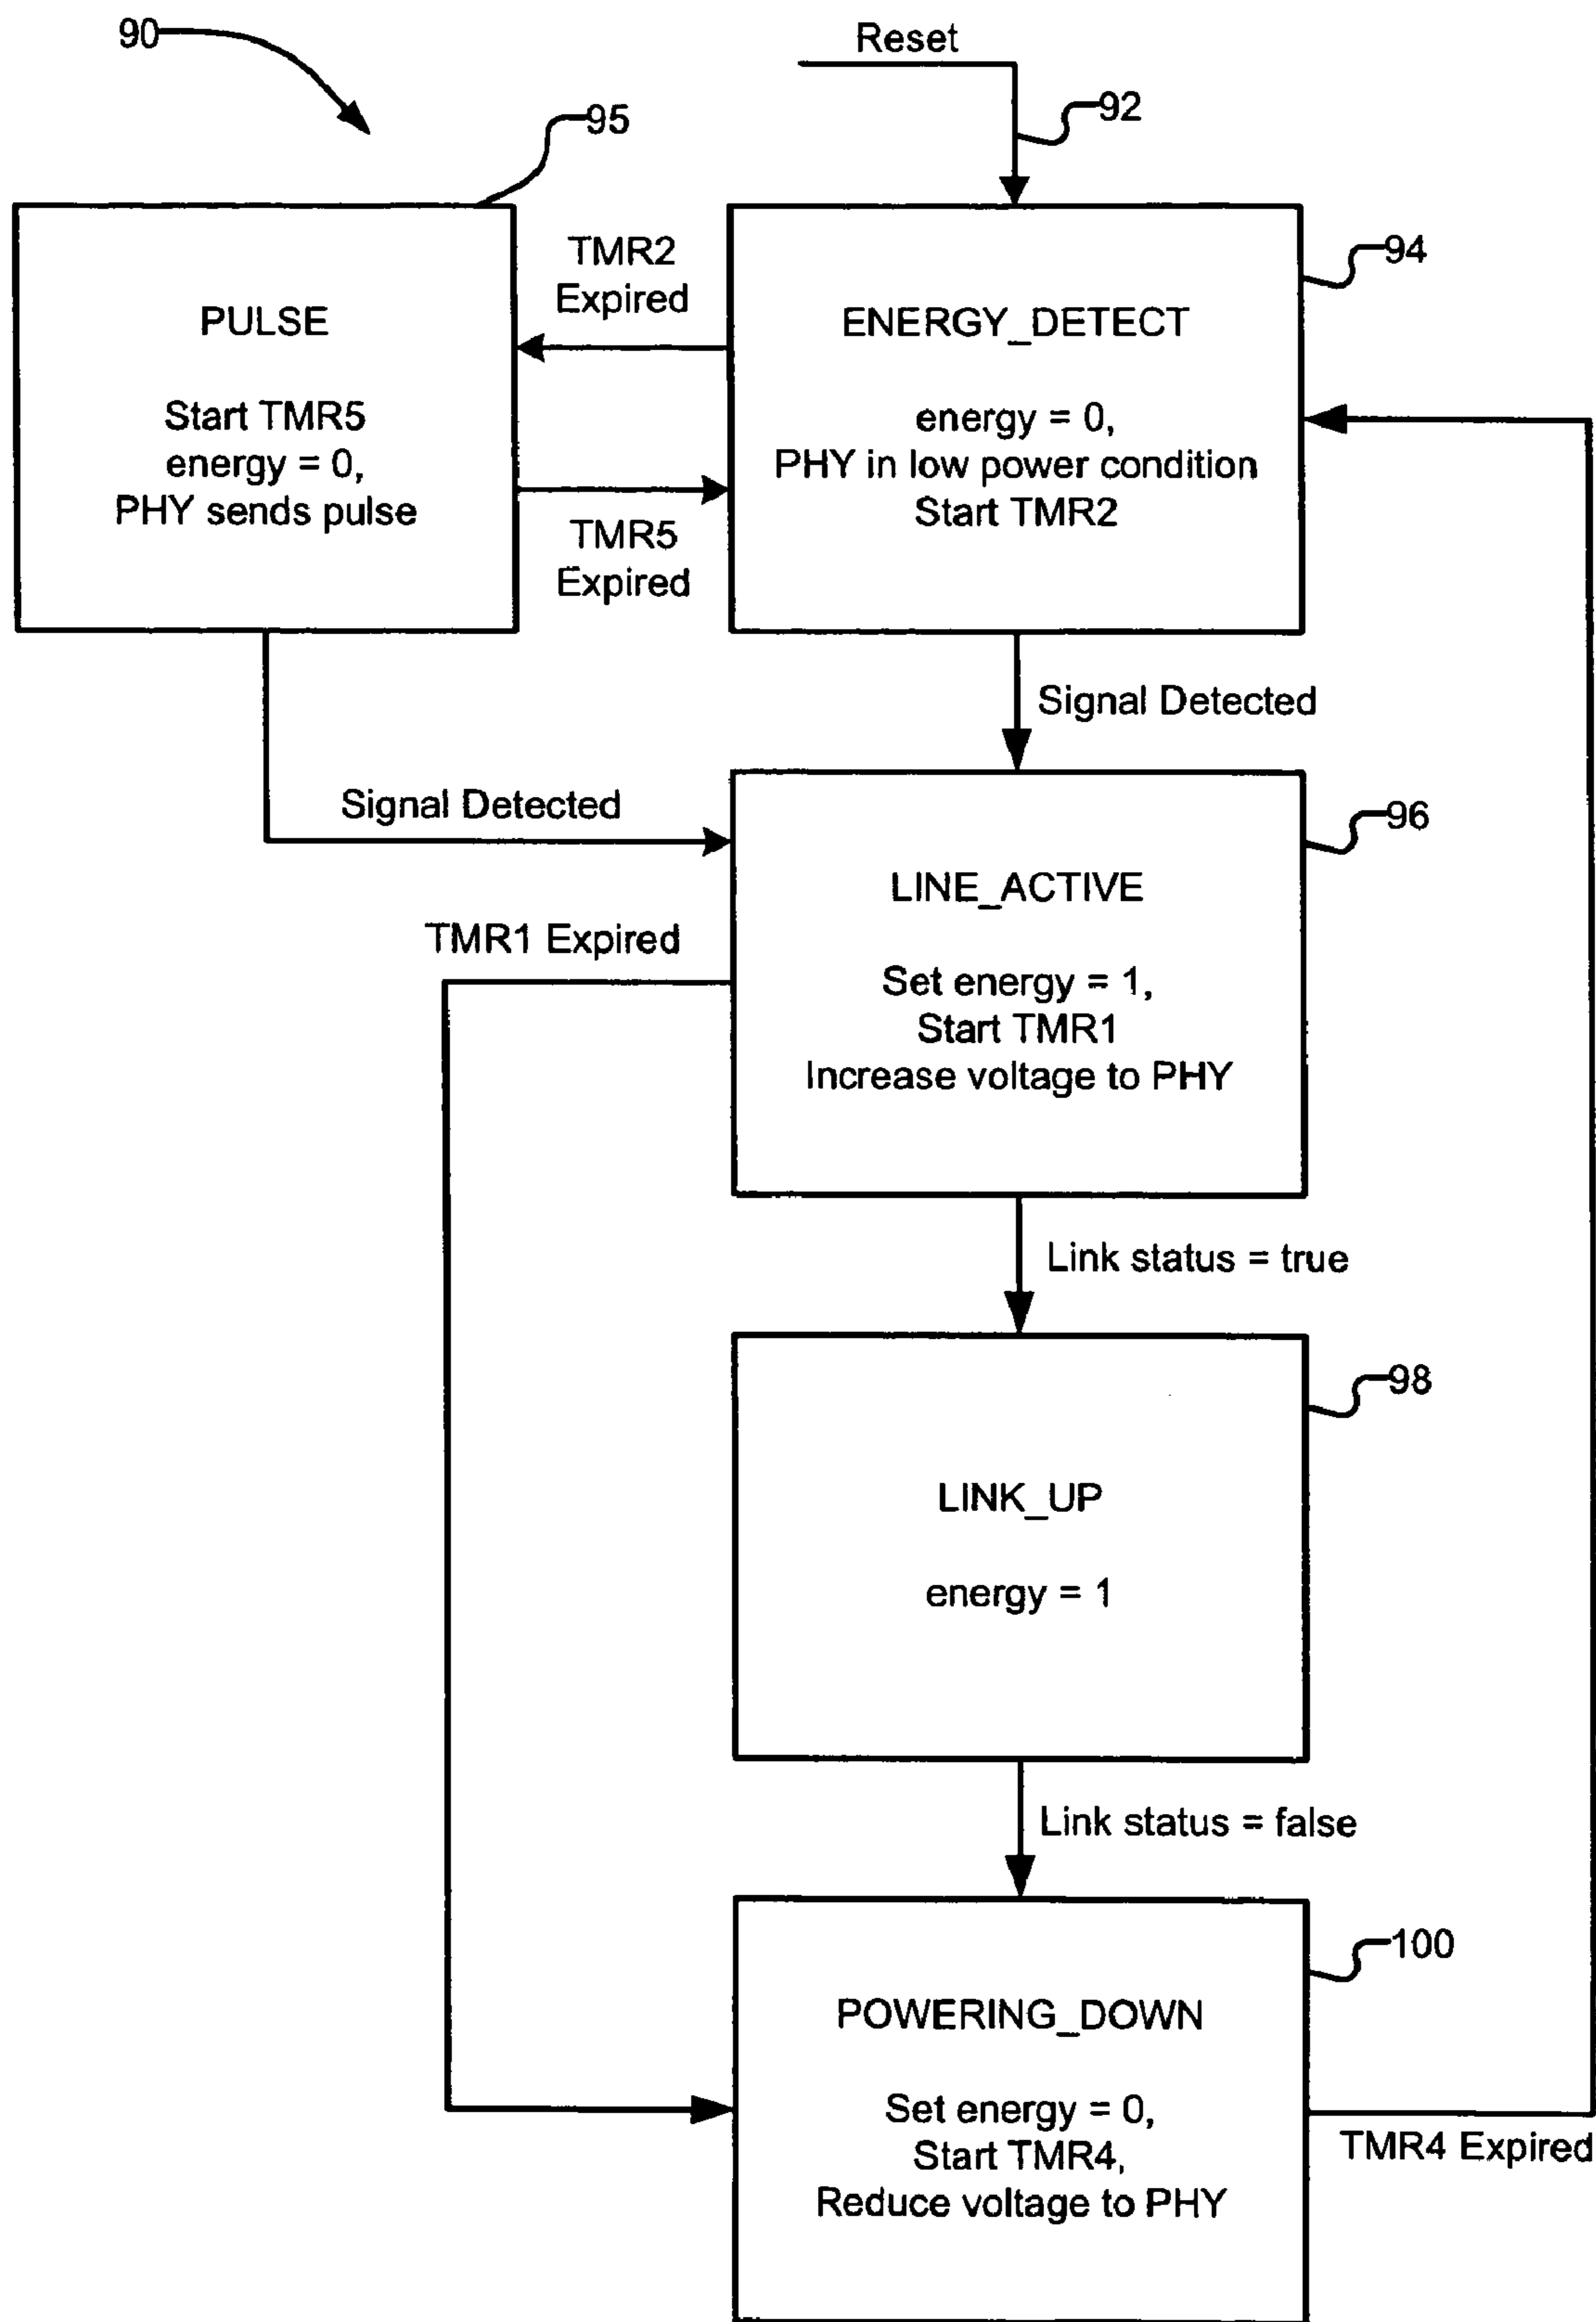 90
Reset
92
95
94
PULSE
Start TMR5
energy = 0,
PHY sends pulse
TMR2
Expired
TMR5
Expired
ENERGY_DETECT
energy = 0,
PHY in low power condition
Start TMR2
Signal Detected
Signal Detected
96
LINE_ACTIVE
Set energy = 1,
Start TMR1
Increase voltage to PHY
TMR1 Expired
Link status = true
98
LINK_UP
energy = 1
Link status = false
100
POWERING_DOWN
Set energy = 0,
Start TMR4,
Reduce voltage to PHY
TMR4 Expired